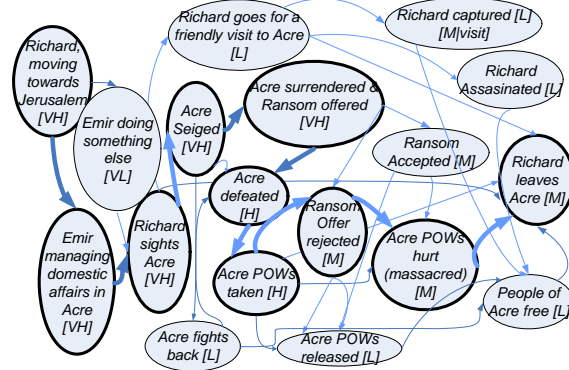 Richard,
moving
towards
Jerusalem
[VH]
Richard goes for a
friendly visit to Acre
[L]
Richard captured [L]
[M|visit]
Richard
Assasinated [L]
Emir doing
something
else
[VL]
Acre
Seiged
[VH]
Acre surrendered &
Ransom offered
[VH]
Ransom
Accepted [M]
Richard
leaves
Acre [M]
Acre
defeated
[H]
Ransom
Offer
rejected
[M]
Emir
managing
domestic
affairs in
Acre
[VH]
Richard
sights
Acre
[VH]
Acre POWs
taken [H]
Acre POWs
hurt
(massacred)
[M]
People of
Acre free [L]
Acre fights
back [L]
Acre POWs
released [L]